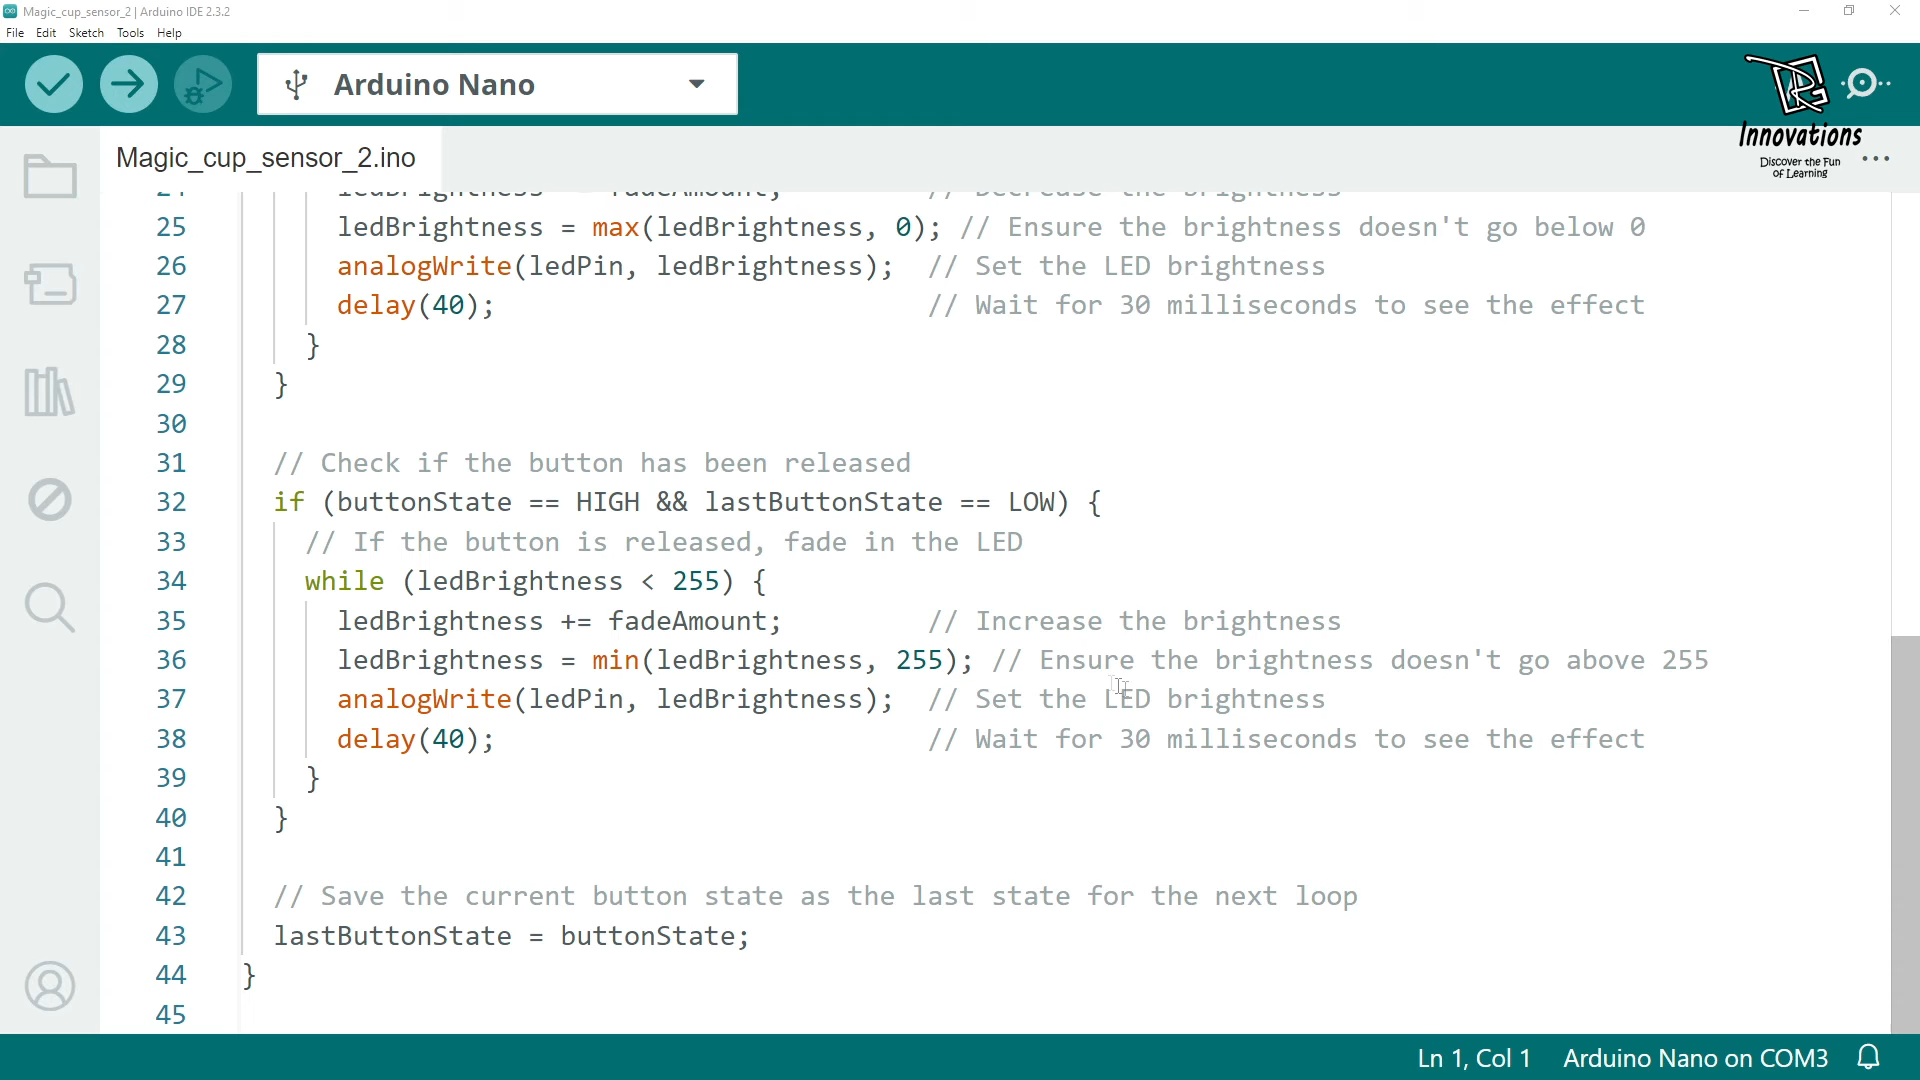 Magic_cup_sensor_2 | Arduino IDE 2.3.2
File Edit Sketch Tools Help
Arduino Nano
Innovations
Discover the Fun
of Learning
Magic_cup_sensor_2.ino
25 ledBrightness = max(ledBrightness, 0); // Ensure the brightness doesn't go below 0
26 analogWrite(ledPin, ledBrightness); // Set the LED brightness
27 delay(40); // Wait for 30 milliseconds to see the effect
28 }
29 }
30
31 // Check if the button has been released
32 if (buttonState == HIGH && lastButtonState == LOW) {
33 // If the button is released, fade in the LED
34 while (ledBrightness < 255) {
35 ledBrightness += fadeAmount; // Increase the brightness
36 ledBrightness = min(ledBrightness, 255); // Ensure the brightness doesn't go above 255
37 analogWrite(ledPin, ledBrightness); // Set the LED brightness
38 delay(40); // Wait for 30 milliseconds to see the effect
39 }
40 }
41
42 // Save the current button state as the last state for the next loop
43 lastButtonState = buttonState;
44 }
45
Ln 1, Col 1 Arduino Nano on COM3